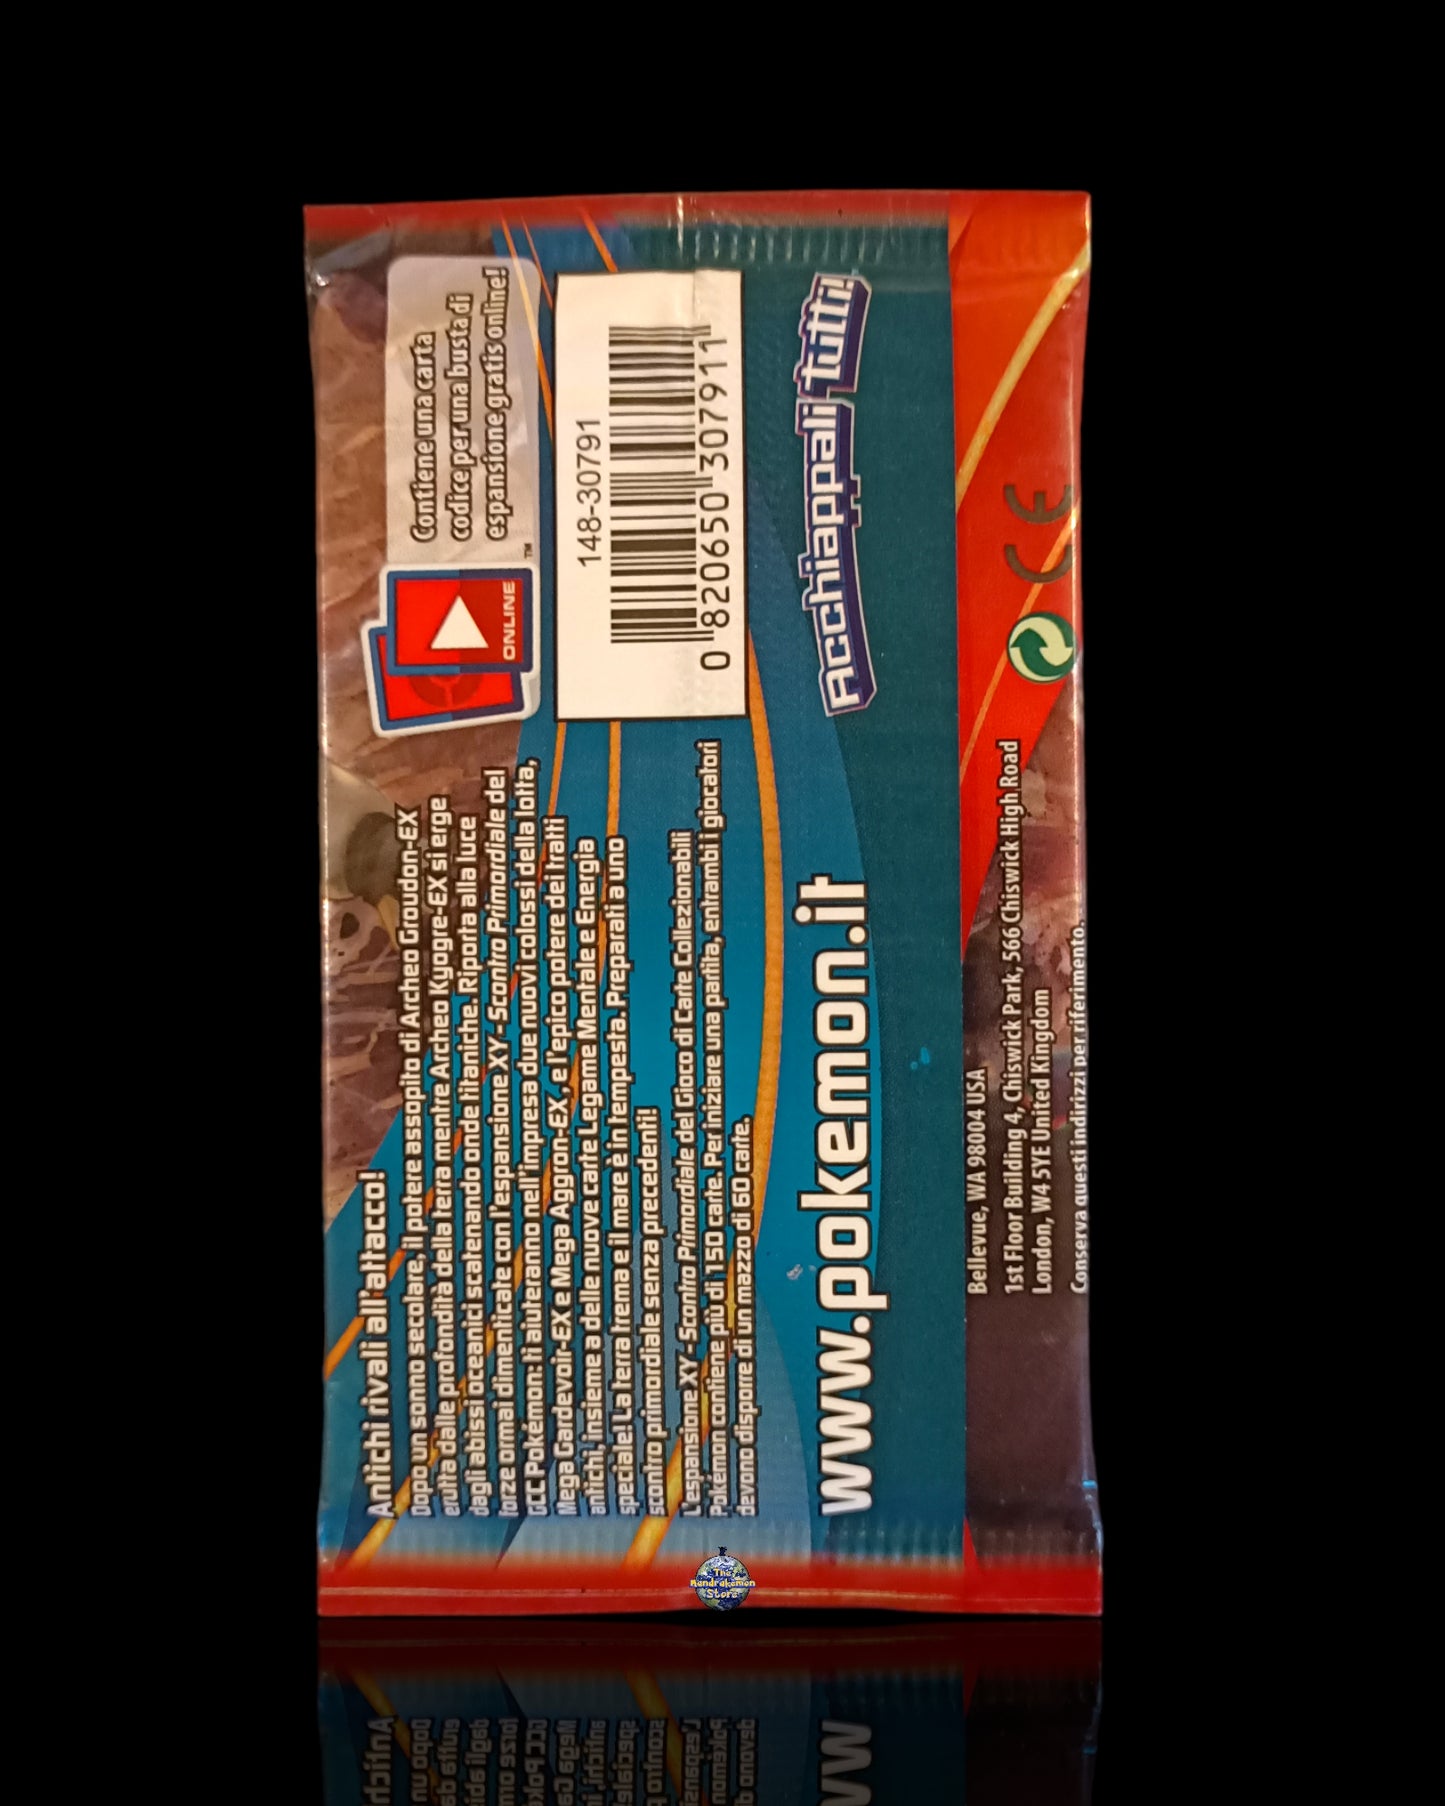 Antichi rivali all'attacco!
Dopo un sonno secolare, il potere assopito di Archeo Groudon-EX
erutta dalle profondità della terra mentre Archeo Kyogre-EX si erge
dagli abissi oceanici scatenando onde titaniche. Riporta alla luce
forze ormai dimenticate con l'espansione XY - Scontro Primordiale del
GCC Pokémon: ti aiuteranno nell'impresa due nuovi colossi della lotta,
Mega Gardevoir-EX e Mega Aggron-EX, e l'epico potere dei tratti
antichi, insieme a delle nuove carte Legame Mentale e Energia
speciale! La terra trema e il mare è in tempesta. Preparati a uno
scontro primordiale senza precedenti!
L'espansione XY - Scontro Primordiale del Gioco di Carte Collezionabili
Pokémon contiene più di 150 carte. Per iniziare una partita, entrambi i giocatori
devono disporre di un mazzo di 60 carte.
ONLINE
™
Contiene una carta
codice per una busta di
espansione gratis online!
148-30791
0 820650 307911
www.pokemon.it
Acchiappali tutti!
Bellevue, WA 98004 USA
1st Floor Building 4, Chiswick Park, 566 Chiswick High Road
London, W4 5YE United Kingdom
Conserva questi indirizzi per riferimento.
CE
The
Mandrakemon
Store